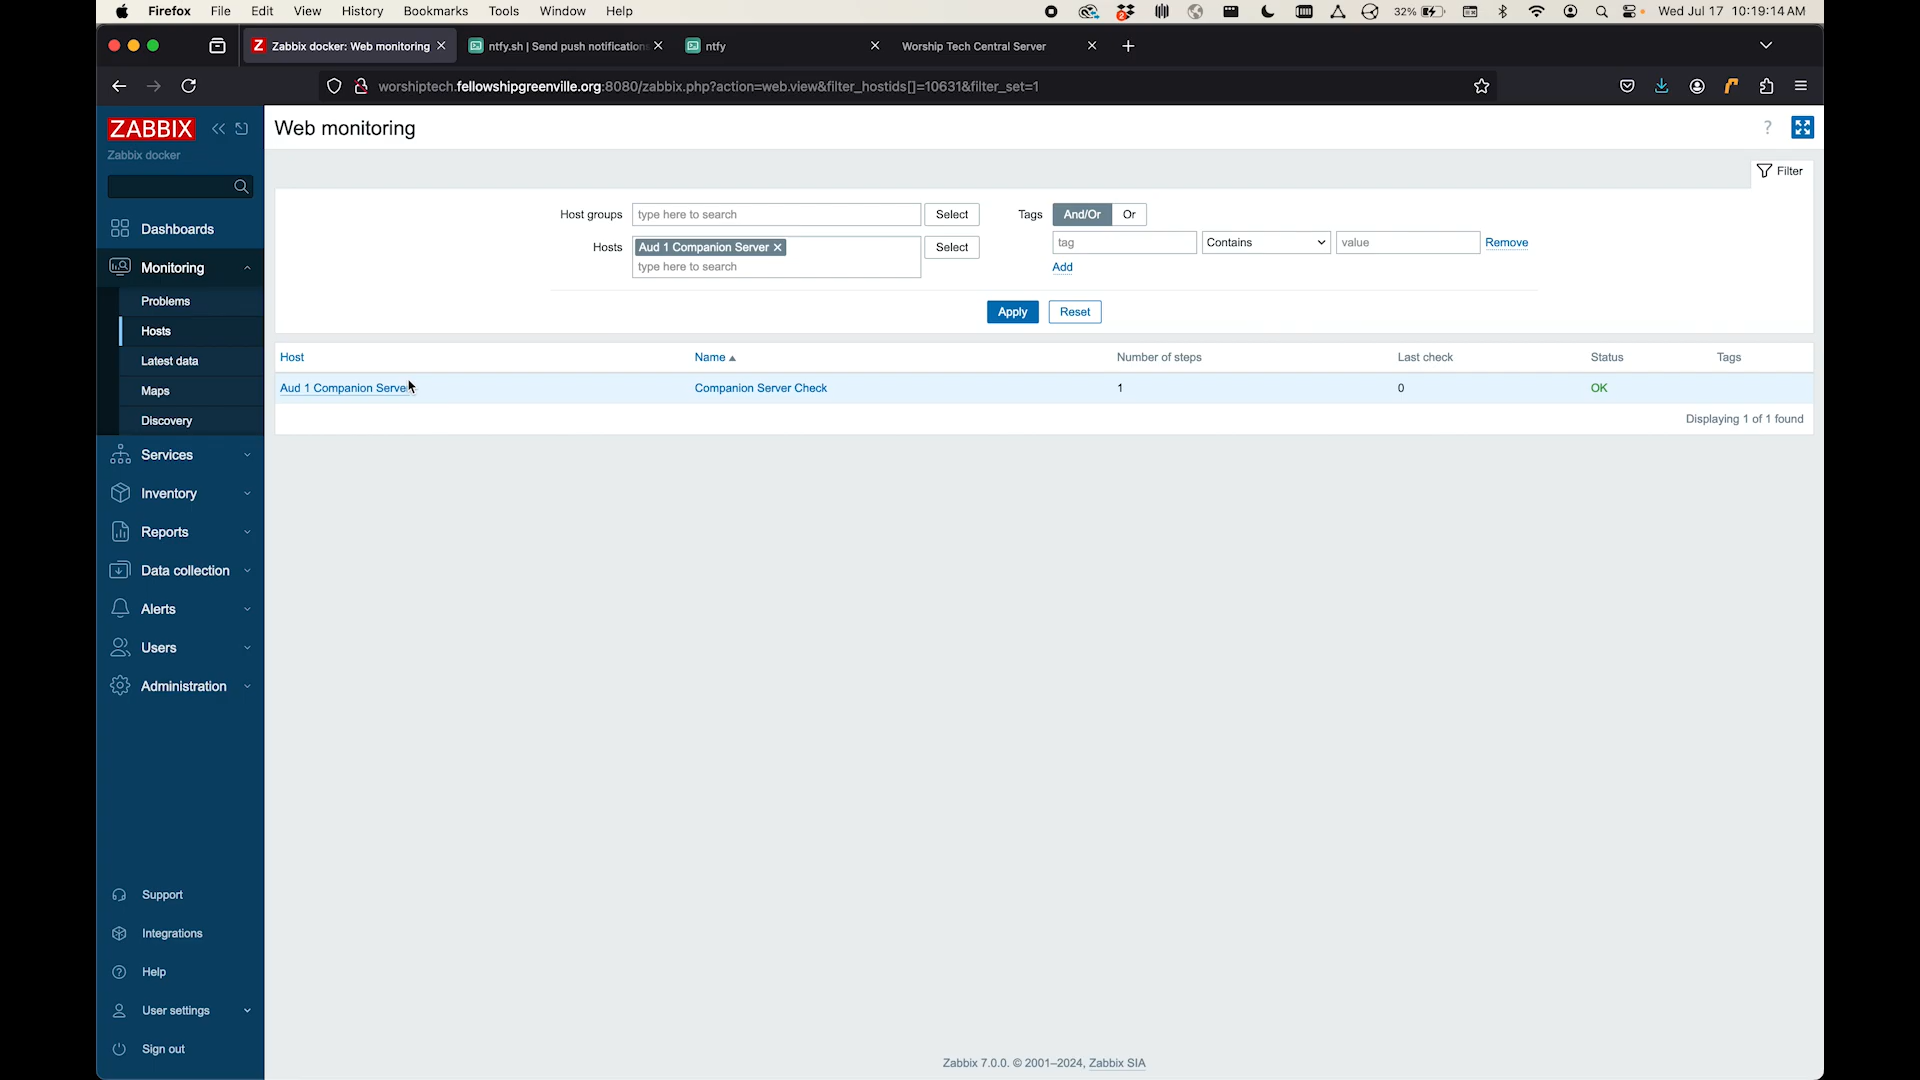 Firefox File Edit View History Bookmarks Tools Window Help 2 32% Wed Jul 17 10:19:14 AM
Z Zabbix docker: Web monitoring ntfy.sh | Send push notifications ntfy Worship Tech Central Server
worshiptech.fellowshipgreenville.org:8080/zabbix.php?action=web.view&filter_hostids[]=10631&filter_set=1
ZABBIX
Zabbix docker
Dashboards
Monitoring
Problems
Hosts
Latest data
Maps
Discovery
Services
Inventory
Reports
Data collection
Alerts
Users
Administration
Support
Integrations
Help
User settings
Sign out
Web monitoring ?
Filter
Host groups type here to search Select Tags And/Or Or
Hosts Aud 1 Companion Server type here to search Select tag Contains value Remove
Add
Apply Reset
Host Name Number of steps Last check Status Tags
Aud 1 Companion Server Companion Server Check 1 0 OK
Displaying 1 of 1 found
Zabbix 7.0.0. © 2001–2024, Zabbix SIA